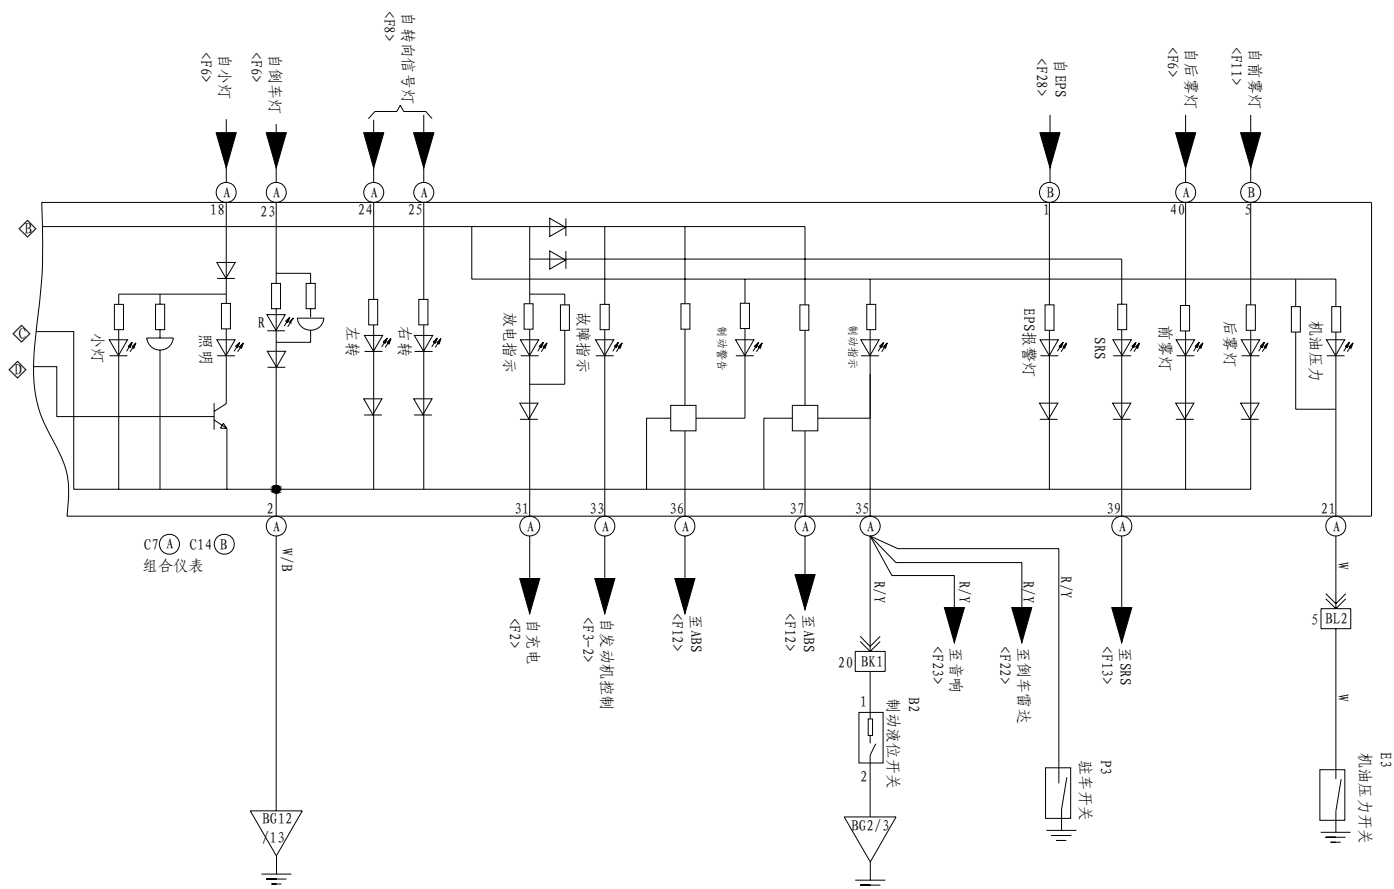 自小灯
<F6>
自倒车灯
<F6>
自转向信号灯
<F8>
自EPS
<F28>
自后雾灯
<F6>
自前雾灯
<F11>
A
A
A
A
B
A
B
18
23
24
25
1
40
5
B
C
D
小灯
照明
R
左转
右转
放电指示
故障指示
制动警告
制动指示
EPS报警灯
SRS
前雾灯
后雾灯
机油压力
2
31
33
36
37
35
39
21
A
A
A
A
A
A
A
A
C7 A C14 B
组合仪表
W/B
自充电
<F2>
自发动机控制
<F3-2>
至ABS
<F12>
至ABS
<F12>
R/Y
R/Y
R/Y
R/Y
至音响
<F23>
至倒车雷达
<F22>
至SRS
<F13>
W
5 BL2
W
20 BK1
1
2
B2
制动液位开关
P3
驻车开关
E3
机油压力开关
BG12
/13
BG2/3